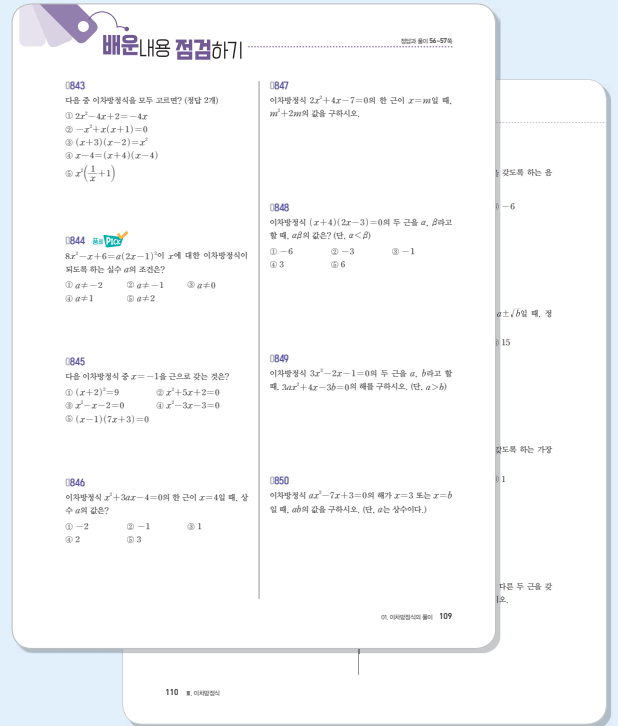 배운내용 점검하기
정답과 풀이 56~57쪽
0843
다음 중 이차방정식을 모두 고르면? (정답 2개)
① 2x²-4x+2=-4x
② -x²+x(x+1)=0
③ (x+3)(x-2)=x²
④ x-4=(x+4)(x-4)
⑤ x²(1/x+1)
0844 풍쌤 PICK
8x²-x+6=a(2x-1)²이 x에 대한 이차방정식이
되도록 하는 실수 a의 조건은?
① a≠-2 ② a≠-1 ③ a≠0
④ a≠1 ⑤ a≠2
0845
다음 이차방정식 중 x=-1을 근으로 갖는 것은?
① (x+2)²=9 ② x²+5x+2=0
③ x²-x-2=0 ④ x²-3x-3=0
⑤ (x-1)(7x+3)=0
0846
이차방정식 x²+3ax-4=0의 한 근이 x=4일 때, 상
수 a의 값은?
① -2 ② -1 ③ 1
④ 2 ⑤ 3
0847
이차방정식 2x²+4x-7=0의 한 근이 x=m일 때,
m²+2m의 값을 구하시오.
0848
이차방정식 (x+4)(2x-3)=0의 두 근을 α, β라고
할 때, αβ의 값은? (단, α<β)
① -6 ② -3 ③ -1
④ 3 ⑤ 6
0849
이차방정식 3x²-2x-1=0의 두 근을 a, b라고 할
때, 3ax²+4x-3b=0의 해를 구하시오. (단, a>b)
0850
이차방정식 ax²-7x+3=0의 해가 x=3 또는 x=b
일 때, ab의 값을 구하시오. (단, a는 상수이다.)
01. 이차방정식의 풀이 109
갖도록 하는 음
-6
a±√b일 때, 정
15
갖도록 하는 가장
1
다른 두 근을 갖
오.
110 Ⅲ. 이차방정식